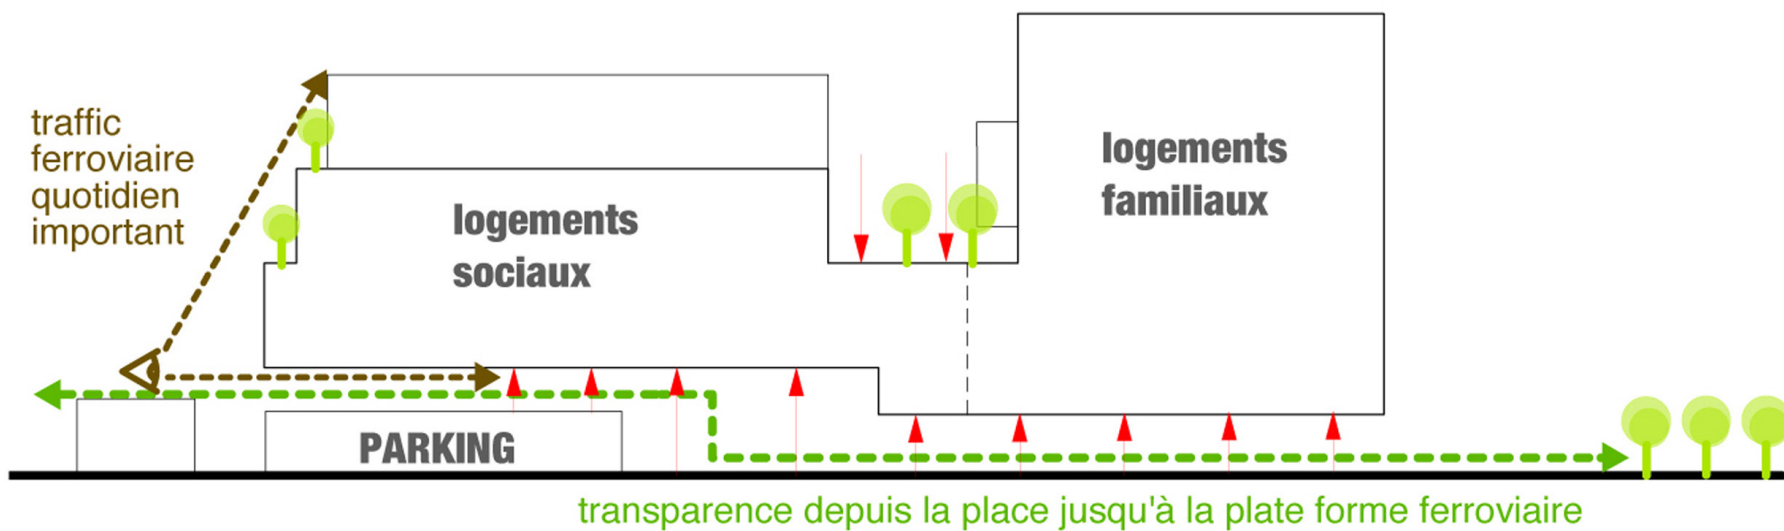 traffic
ferroviaire
quotidien
important
logements
sociaux
logements
familiaux
PARKING
transparence depuis la place jusqu'à la plate forme ferroviaire